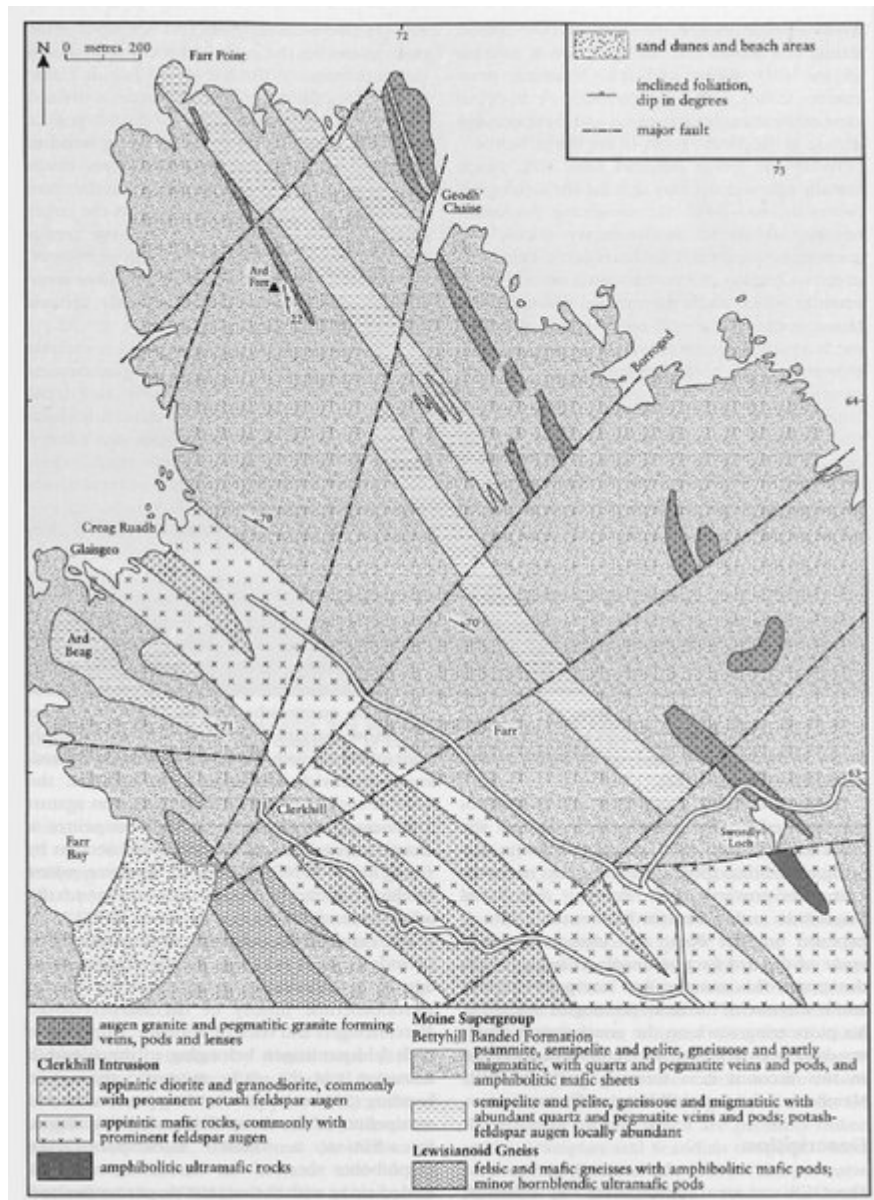 72
N
0 metres 200
Farr Point
sand dunes and beach areas
inclined foliation,
dip in degrees
major fault
73
Geodh'
Chaise
Ard
Farr
Borrogal
64
70
Creag Ruadh
Glaisgeo
Ard
Beag
70
71
Farr
63
Clerkhill
Swordly
Loch
Farr
Bay
augen granite and pegmatitic granite forming
veins, pods and lenses
Clerkhill Intrusion
appinitic diorite and granodiorite, commonly
with prominent potash feldspar augen
appinitic mafic rocks, commonly with
prominent feldspar augen
amphibolitic ultramafic rocks
Moine Supergroup
Bettyhill Banded Formation
psammite, semipelite and pelite, gneissose and partly
migmatitic, with quartz and pegmatite veins and pods, and
amphibolitic mafic sheets
semipelite and pelite, gneissose and migmatitic with
abundant quartz and pegmatite veins and pods; potash-
feldspar augen locally abundant
Lewisianoid Gneiss
felsic and mafic gneisses with amphibolitic mafic pods;
minor hornblendic ultramafic pods